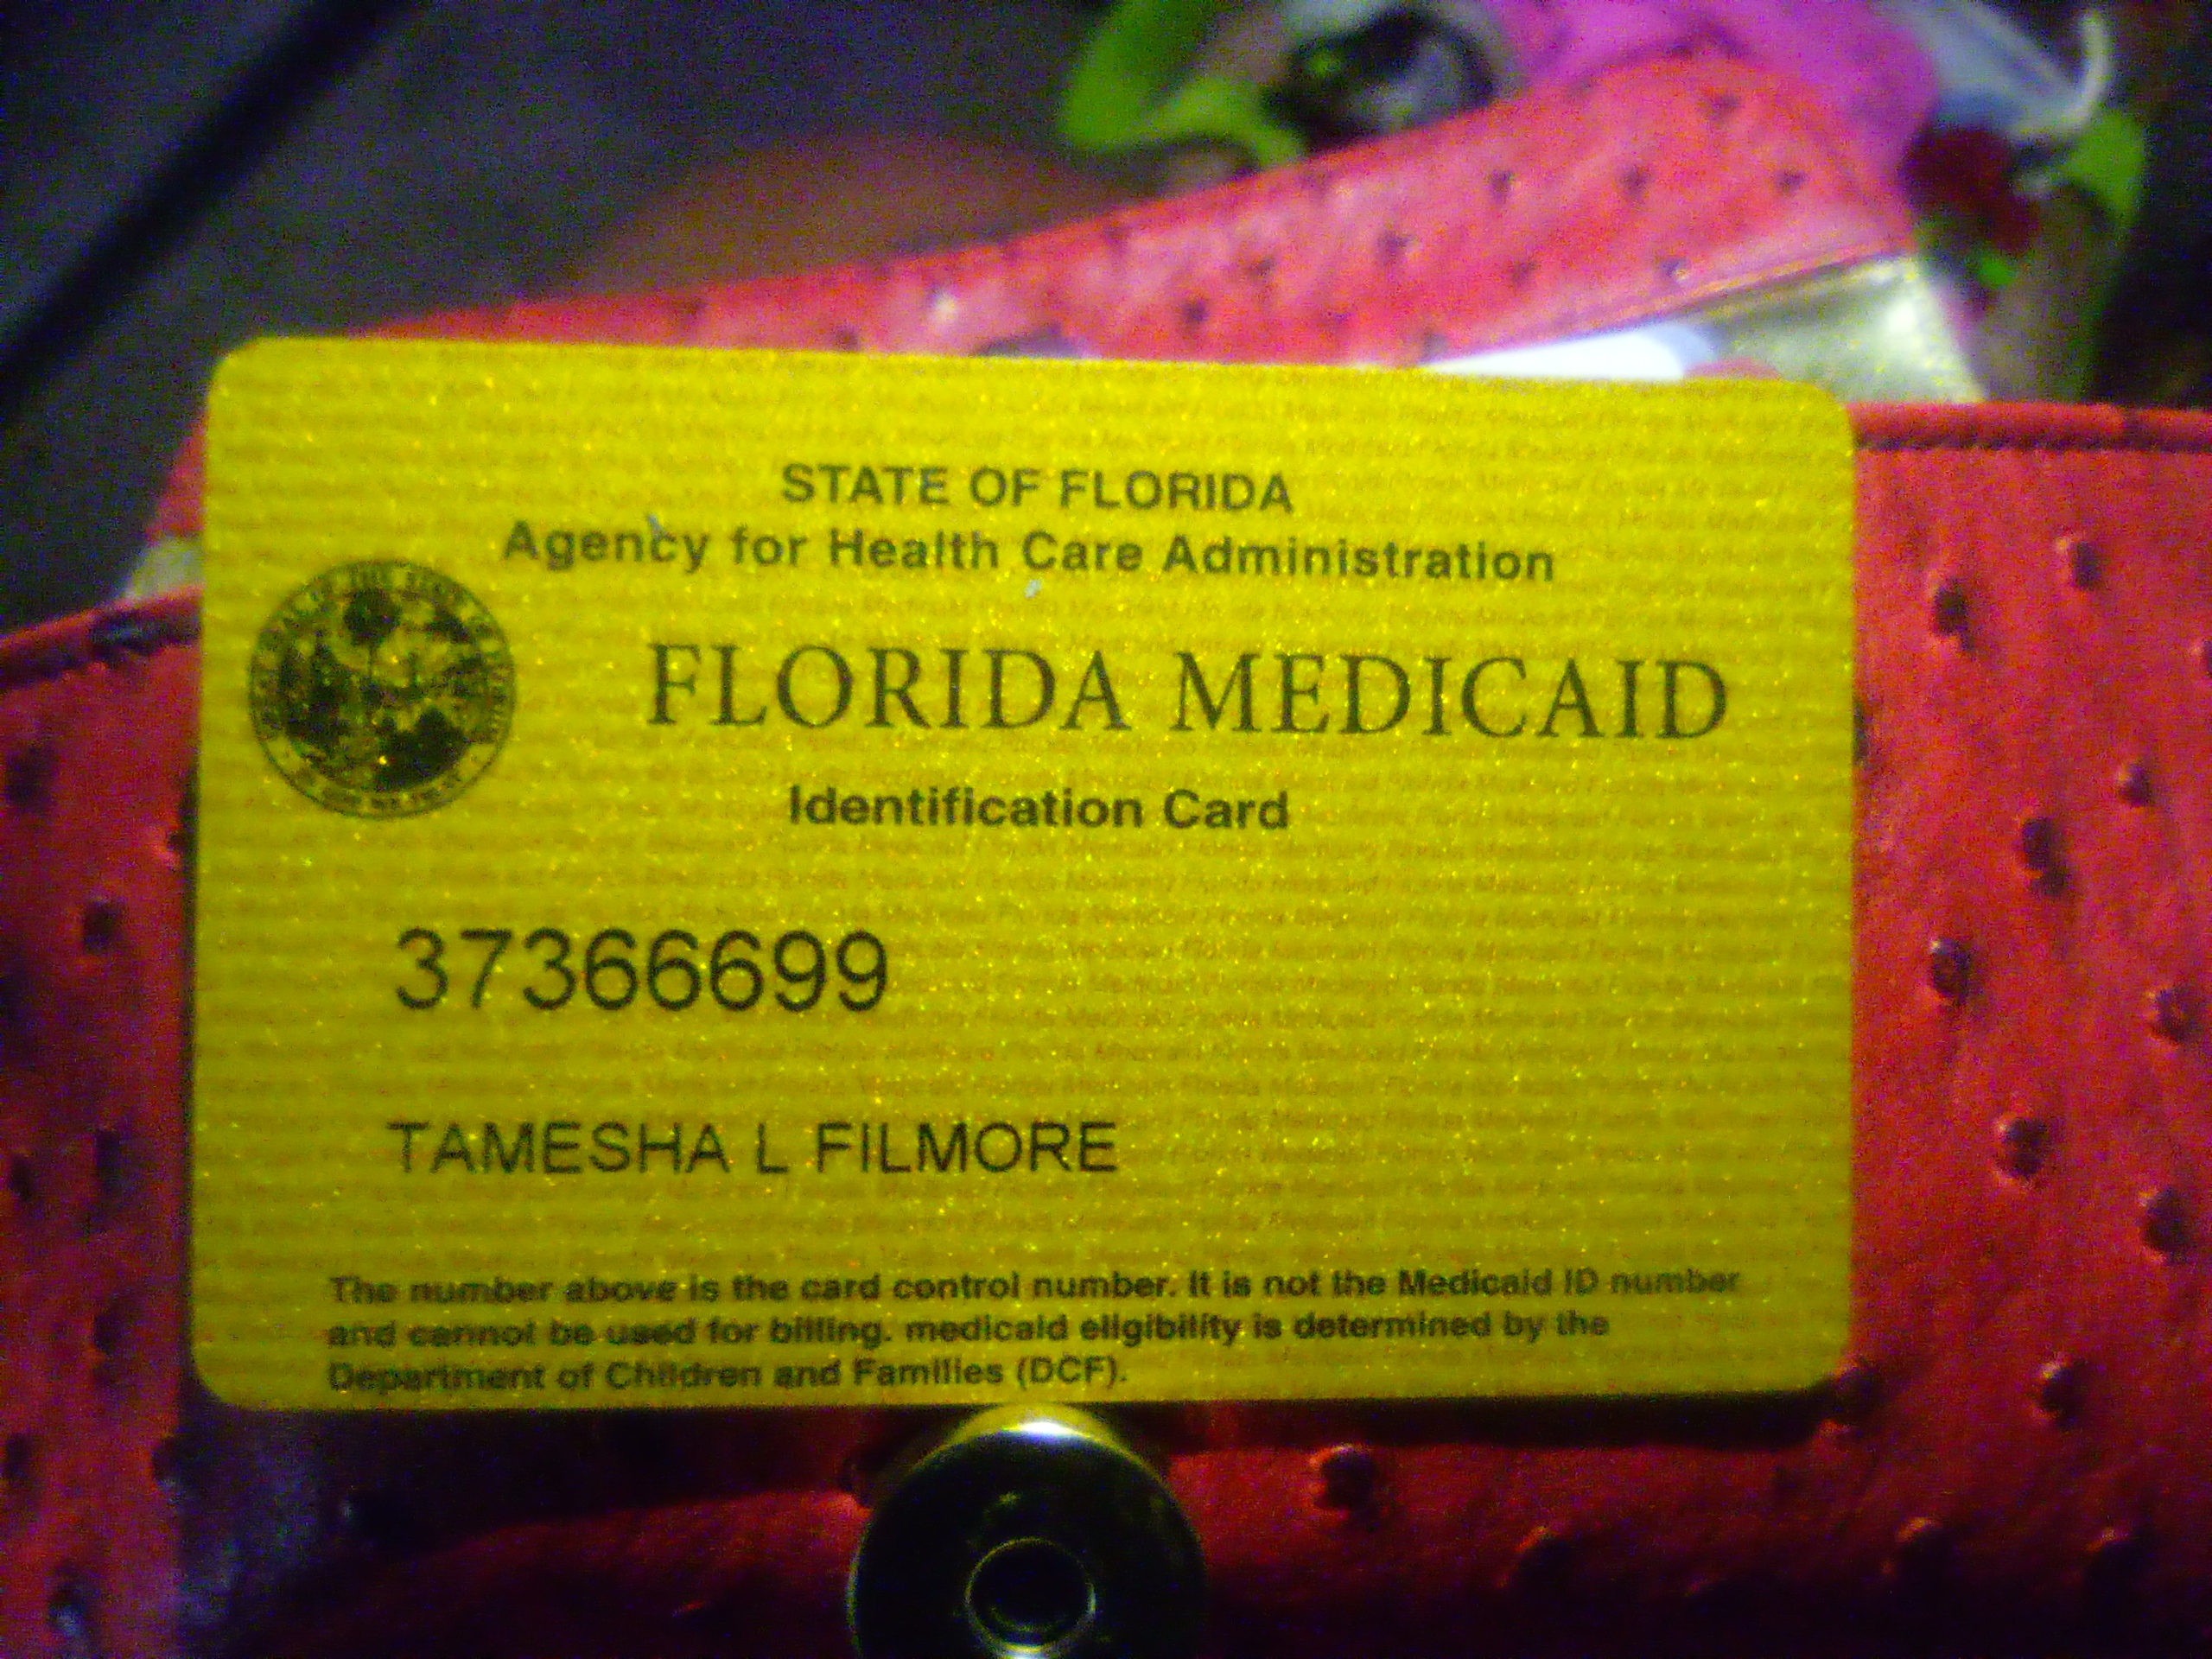 STATE OF FLORIDA
Agency for Health Care Administration
FLORIDA MEDICAID
Identification Card
37366699
TAMESHA L FILMORE
The number above is the card control number. It is not the Medicaid ID number
and cannot be used for billing. medicaid eligibility is determined by the
Department of Children and Families (DCF).